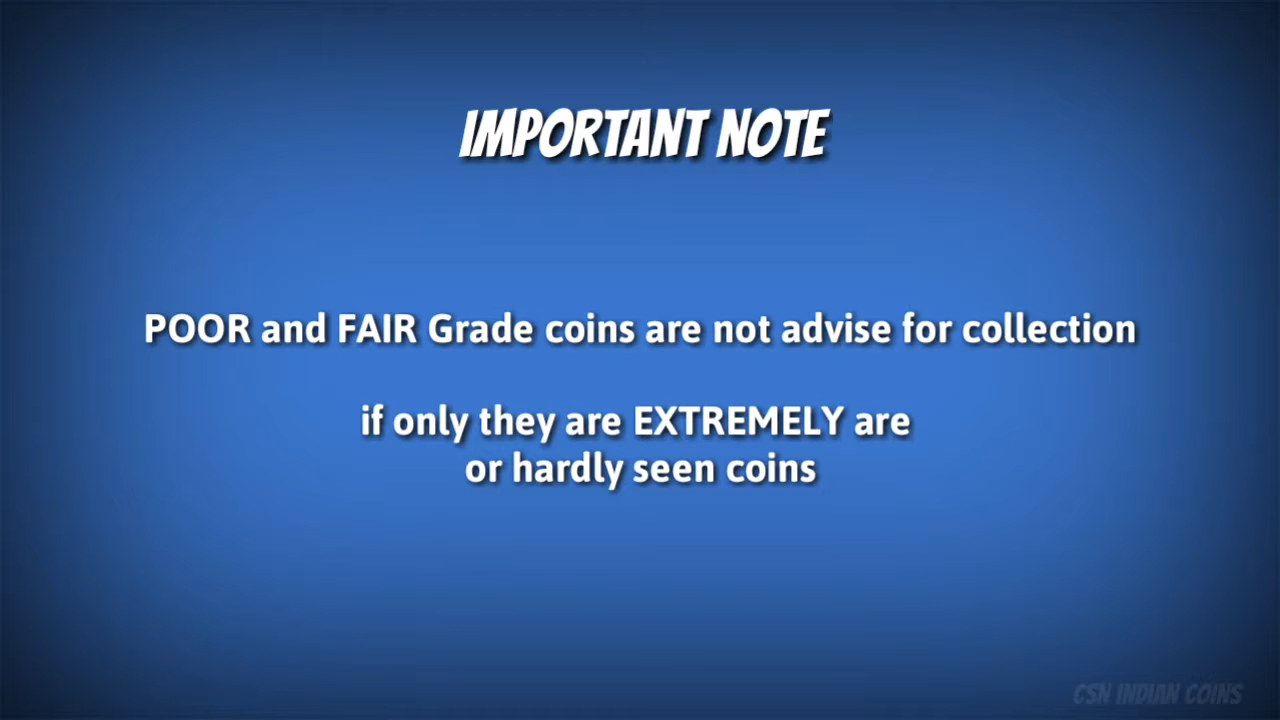 IMPORTANT NOTE
POOR and FAIR Grade coins are not advise for collection
if only they are EXTREMELY are
or hardly seen coins
CSN INDIAN COINS